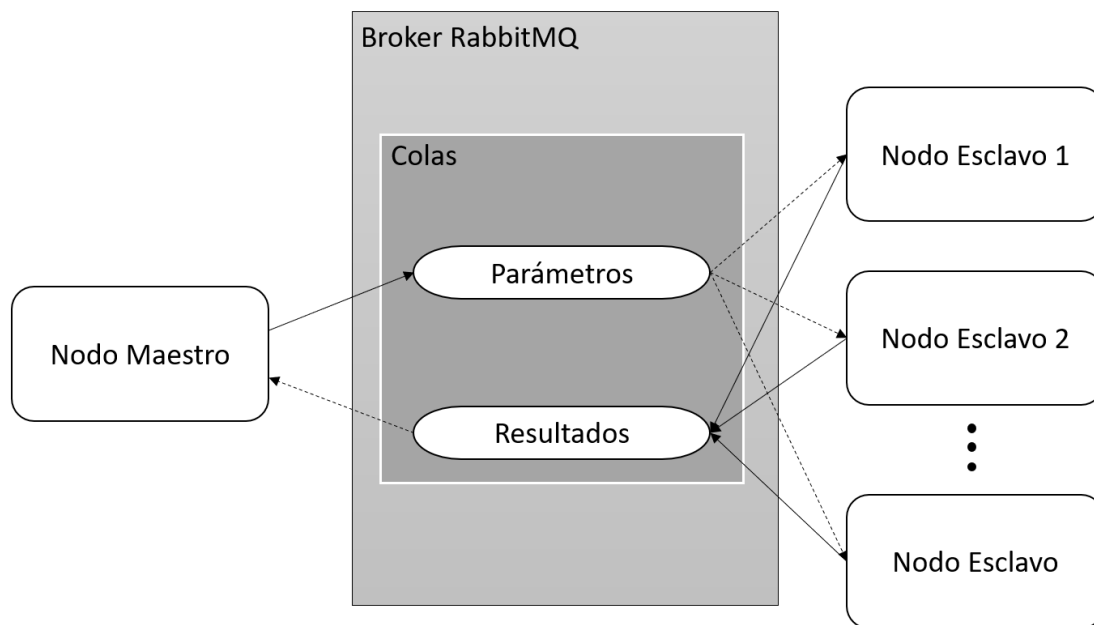 Broker RabbitMQ
Colas
Parámetros
Resultados
Nodo Maestro
Nodo Esclavo 1
Nodo Esclavo 2
Nodo Esclavo